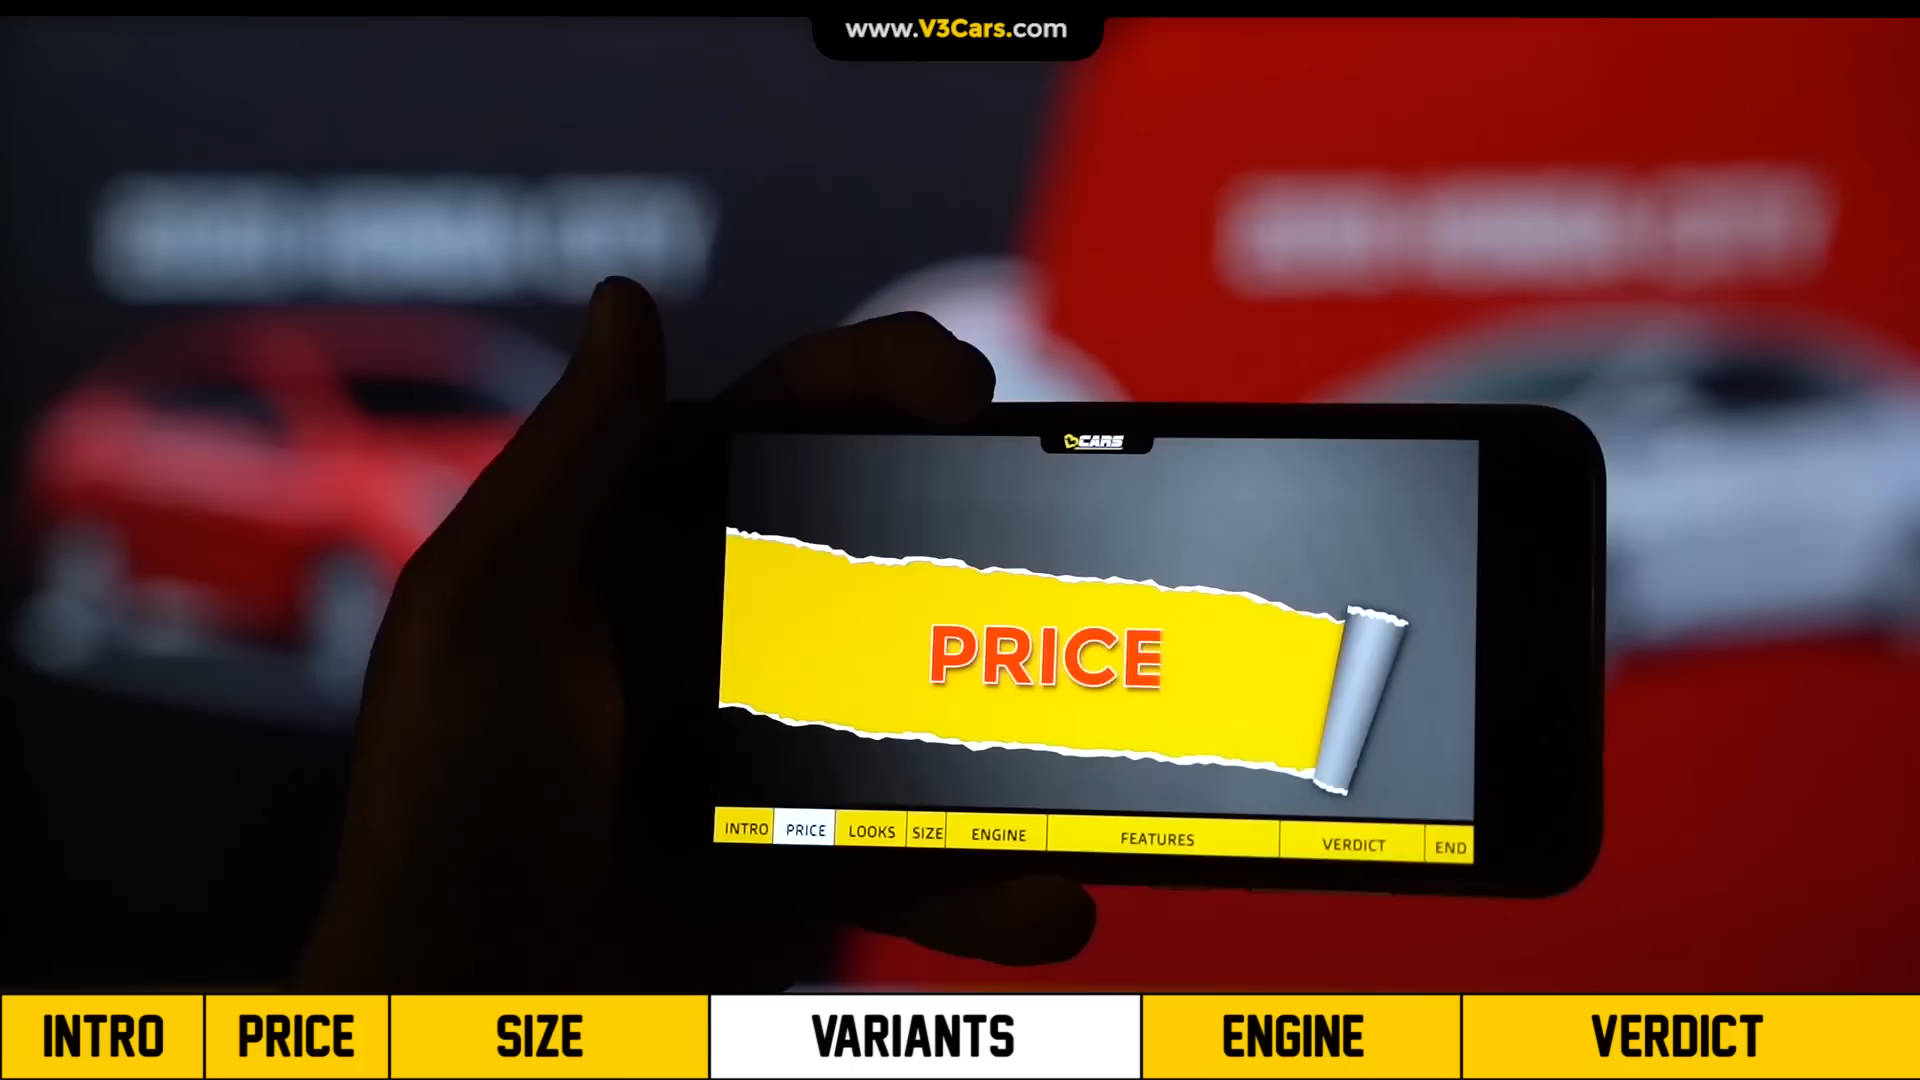 www.V3Cars.com
CARS
PRICE
INTRO PRICE LOOKS SIZE ENGINE FEATURES VERDICT END
INTRO PRICE SIZE VARIANTS ENGINE VERDICT